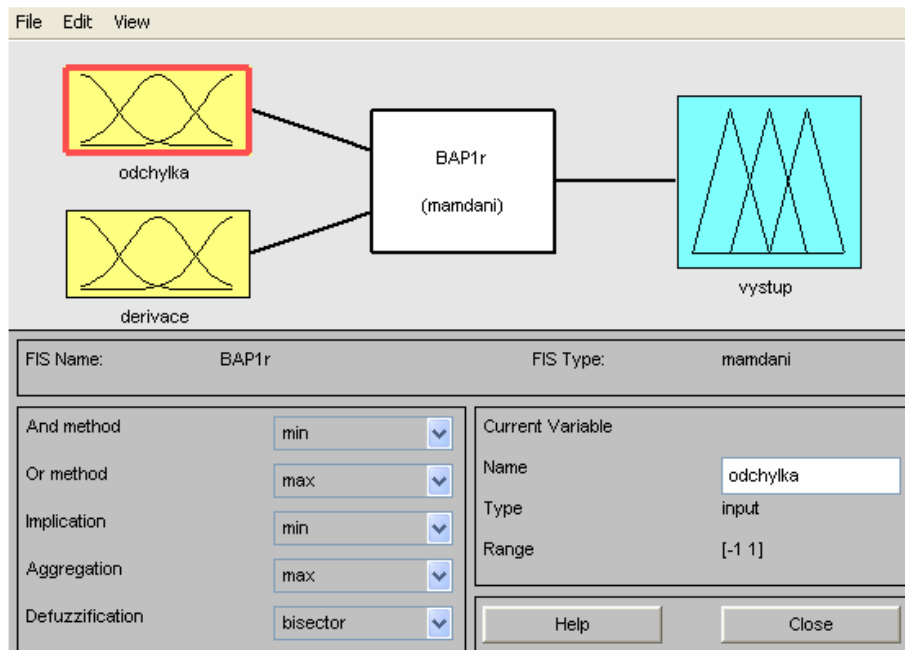 File Edit View
odchylka
derivace
BAP1r
(mamdani)
vystup
FIS Name: BAP1r FIS Type: mamdani
And method min
Or method max
Implication min
Aggregation max
Defuzzification bisector
Current Variable
Name odchylka
Type input
Range [-1 1]
Help Close